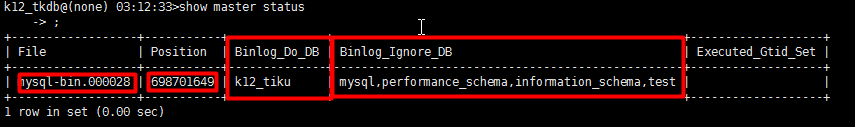 k12_tkdb@(none) 03:12:33>show master status
-> ;
+------------------+-----------+--------------+--------------------------------------------------+-------------------+
| File | Position | Binlog_Do_DB | Binlog_Ignore_DB | Executed_Gtid_Set |
+------------------+-----------+--------------+--------------------------------------------------+-------------------+
| mysql-bin.000028 | 698701649 | k12_tiku | mysql,performance_schema,information_schema,test | |
+------------------+-----------+--------------+--------------------------------------------------+-------------------+
1 row in set (0.00 sec)